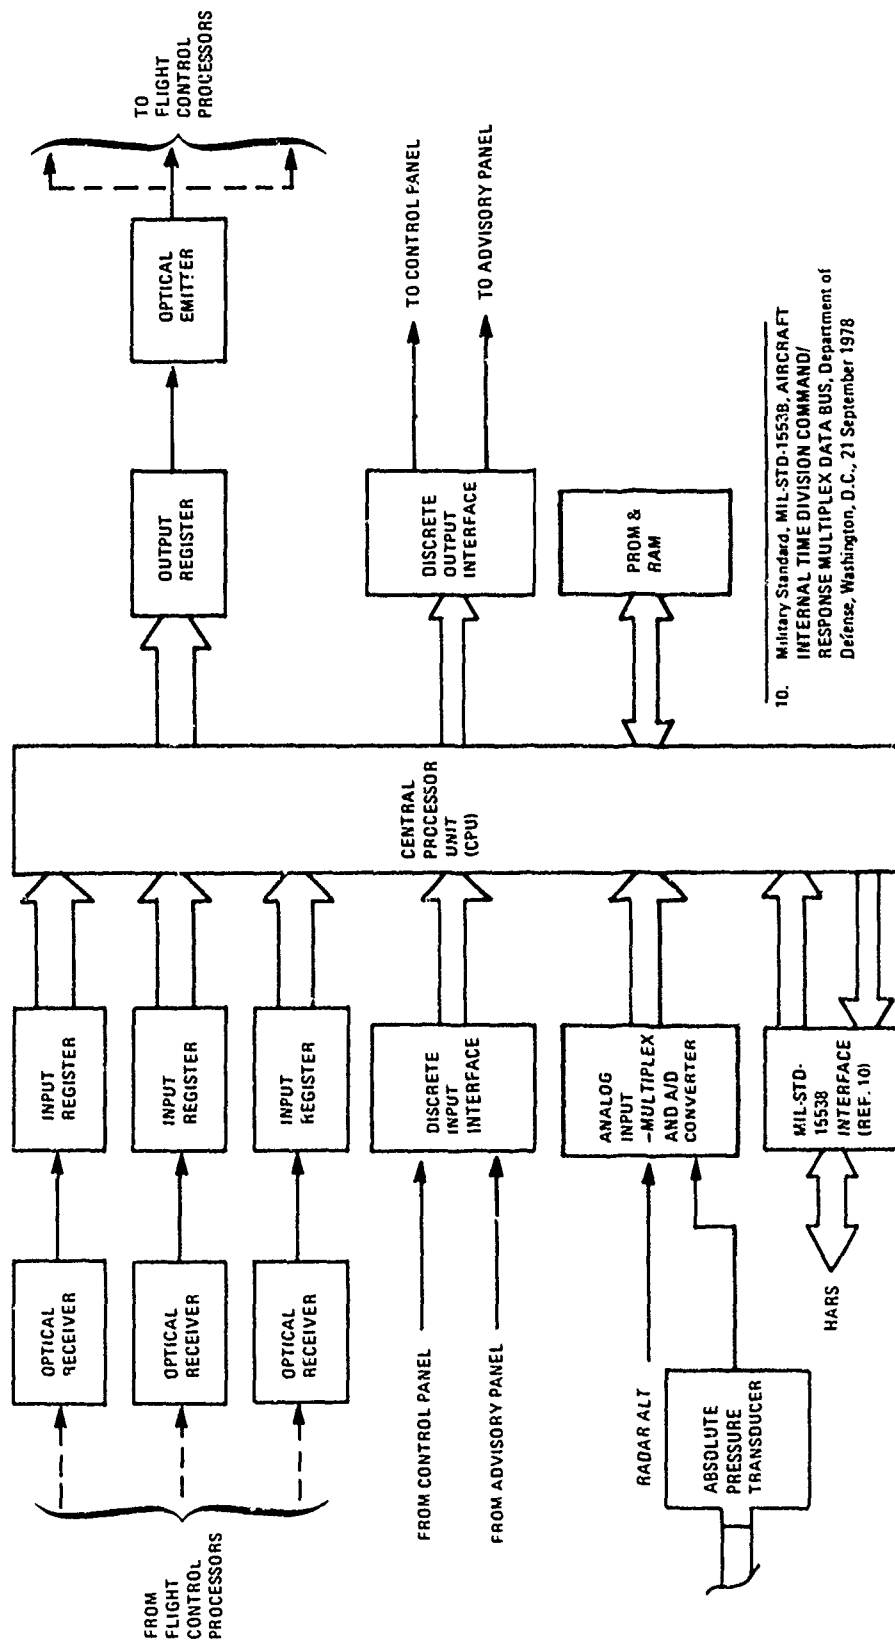 FROM
FLIGHT
CONTROL
PROCESSORS
OPTICAL
RECEIVER
OPTICAL
RECEIVER
OPTICAL
RECEIVER
INPUT
REGISTER
INPUT
REGISTER
INPUT
REGISTER
FROM CONTROL PANEL
FROM ADVISORY PANEL
DISCRETE
INPUT
INTERFACE
RADAR ALT
ABSOLUTE
PRESSURE
TRANSDUCER
ANALOG
INPUT
-MULTIPLEX
AND A/D
CONVERTER
HARS
MIL-STD-
1553B
INTERFACE
(REF. 10)
CENTRAL
PROCESSOR
UNIT
(CPU)
OUTPUT
REGISTER
OPTICAL
EMITTER
TO
FLIGHT
CONTROL
PROCESSORS
DISCRETE
OUTPUT
INTERFACE
TO CONTROL PANEL
TO ADVISORY PANEL
PROM &
RAM
10. Military Standard, MIL-STD-1553B, AIRCRAFT
INTERNAL TIME DIVISION COMMAND/
RESPONSE MULTIPLEX DATA BUS, Department of
Defense, Washington, D.C., 21 September 1978